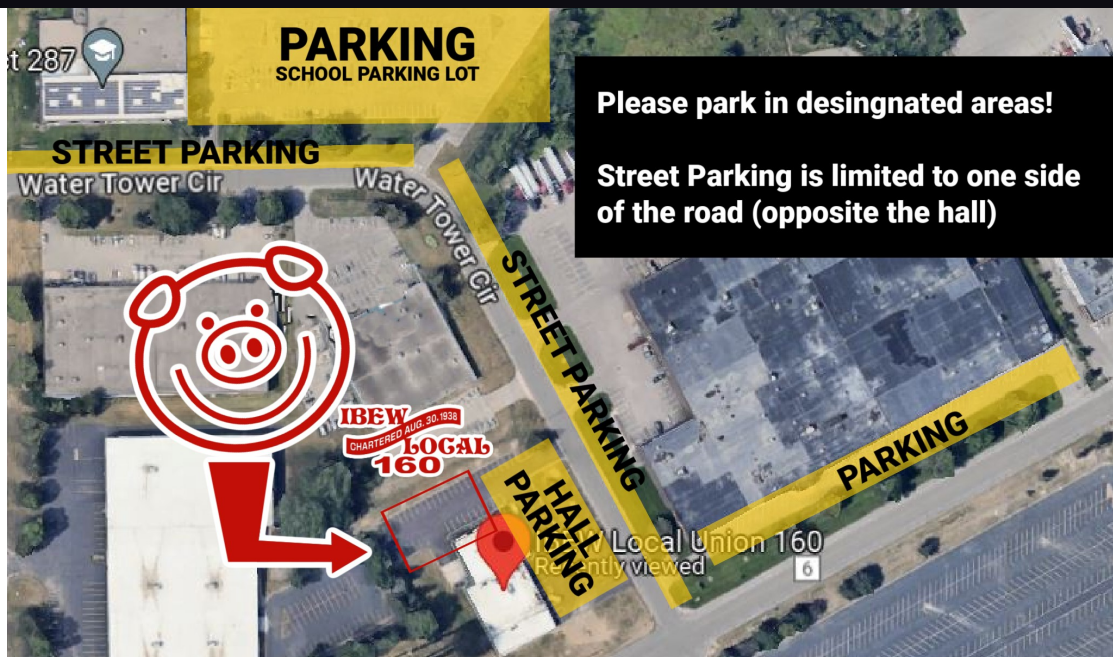 t 287
PARKING
SCHOOL PARKING LOT
Please park in desingnated areas!
Street Parking is limited to one side
of the road (opposite the hall)
STREET PARKING
Water Tower Cir
Water Tower Cir
STREET PARKING
IBEW
CHARTERED AUG. 30. 1938
LOCAL
160
HALL
PARKING
PARKING
Local Union 160
Recently viewed
6